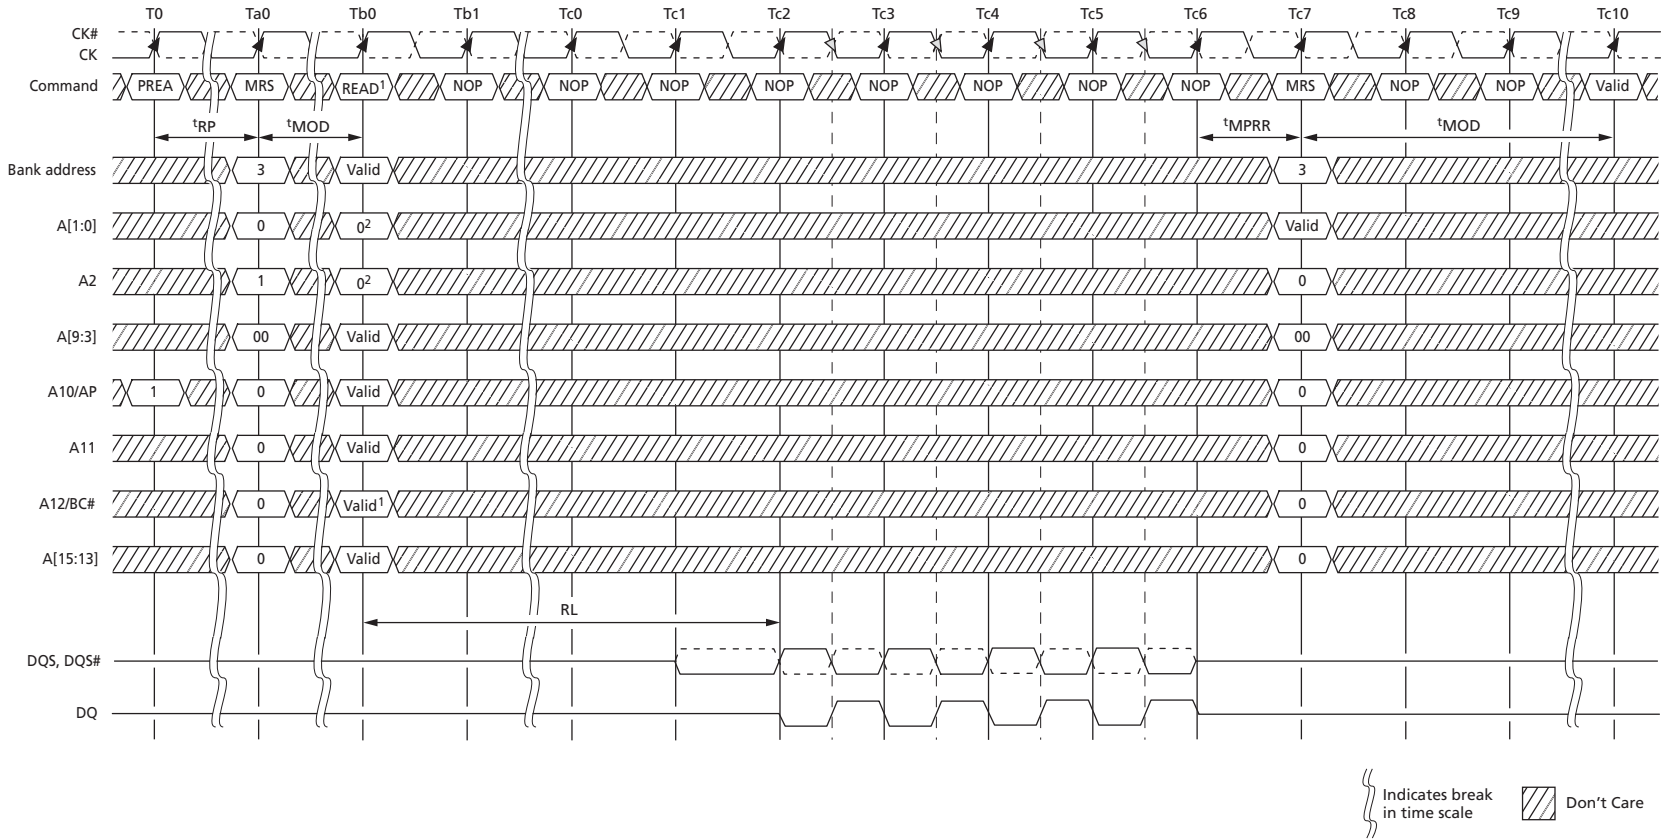 T0 Ta0 Tb0 Tb1 Tc0 Tc1 Tc2 Tc3 Tc4 Tc5 Tc6 Tc7 Tc8 Tc9 Tc10
CK#
CK
Command PREA MRS READ1 NOP NOP NOP NOP NOP NOP NOP NOP MRS NOP NOP Valid
tRP tMOD tMPRR tMOD
Bank address 3 Valid 3
A[1:0] 0 02 Valid
A2 1 02 0
A[9:3] 00 Valid 00
A10/AP 1 0 Valid 0
A11 0 Valid 0
A12/BC# 0 Valid1 0
A[15:13] 0 Valid 0
RL
DQS, DQS#
DQ
Indicates break
in time scale
Don't Care